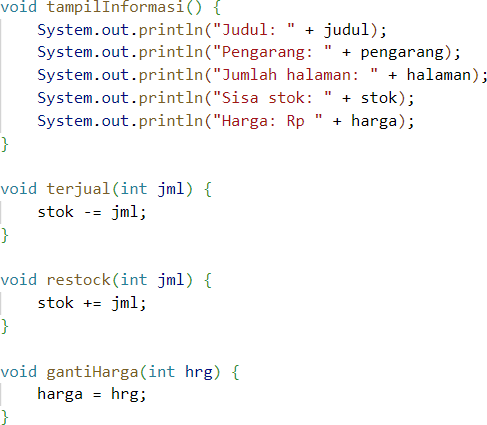 void tampilInformasi() {
    System.out.println("Judul: " + judul);
    System.out.println("Pengarang: " + pengarang);
    System.out.println("Jumlah halaman: " + halaman);
    System.out.println("Sisa stok: " + stok);
    System.out.println("Harga: Rp " + harga);
}

void terjual(int jml) {
    stok -= jml;
}

void restock(int jml) {
    stok += jml;
}

void gantiHarga(int hrg) {
    harga = hrg;
}